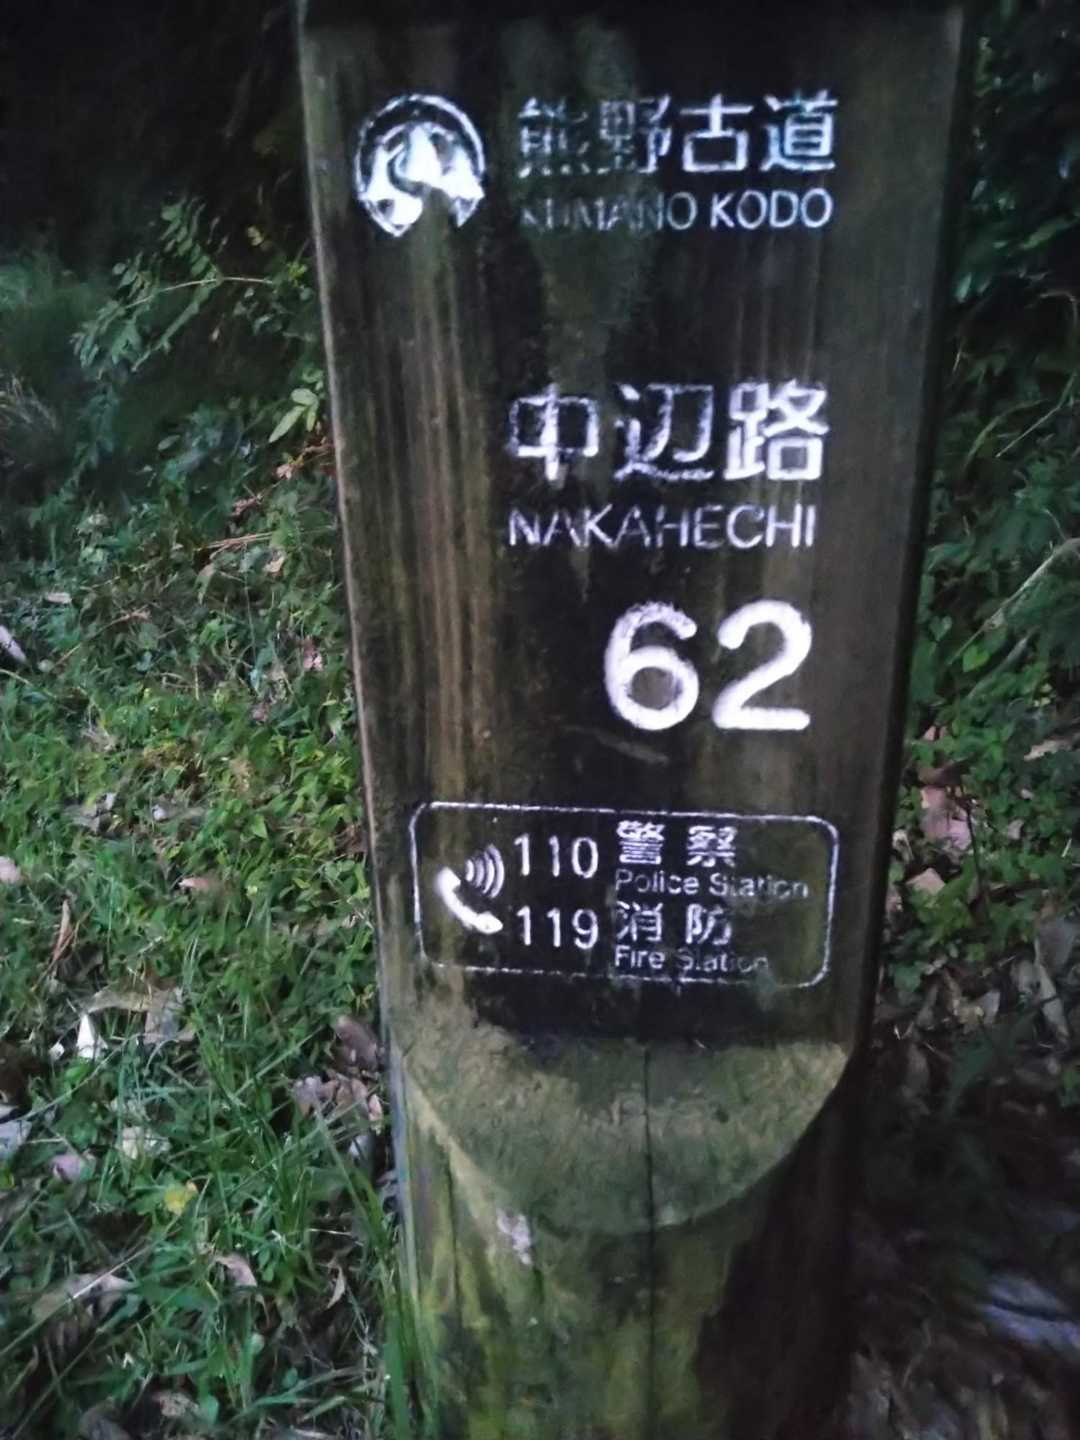 熊野古道
KUMANO KODO
中辺路
NAKAHECHI
62
110 警察
Police Station
119 消防
Fire Station